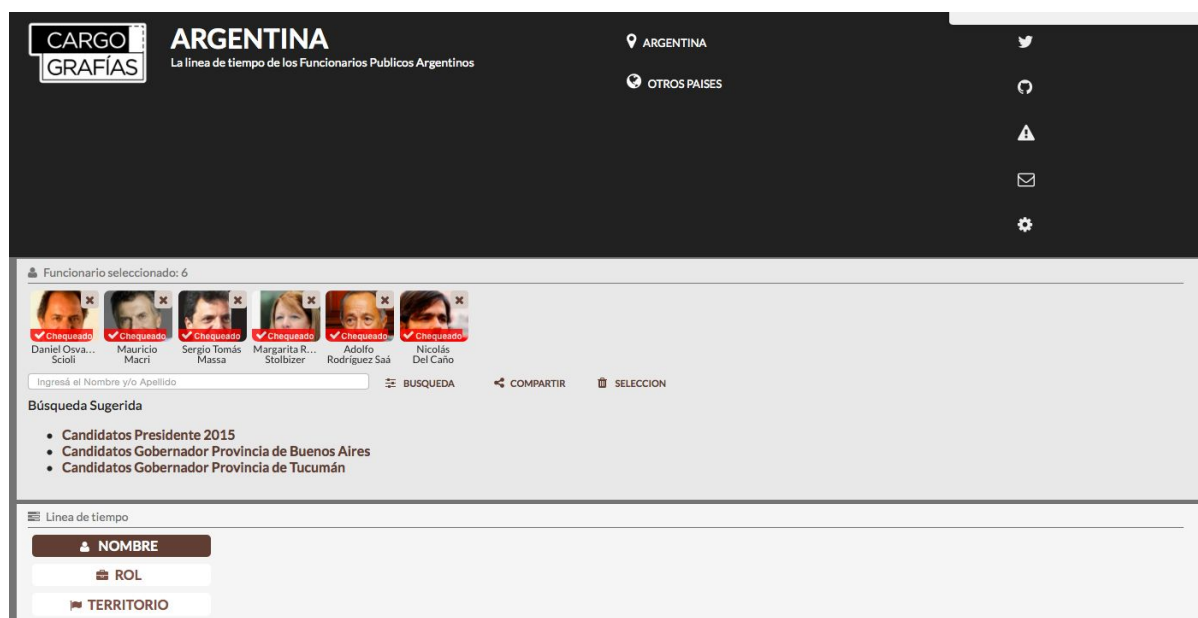 CARGO
GRAFÍAS
ARGENTINA
La linea de tiempo de los Funcionarios Publicos Argentinos
ARGENTINA
OTROS PAISES
Funcionario seleccionado: 6
Chequeado Chequeado Chequeado Chequeado Chequeado Chequeado
Daniel Osva... Mauricio Sergio Tomás Margarita R... Adolfo Nicolás
Scioli Macri Massa Stolbizer Rodríguez Saá Del Caño
Ingresá el Nombre y/o Apellido BUSQUEDA COMPARTIR SELECCION
Búsqueda Sugerida
Candidatos Presidente 2015
Candidatos Gobernador Provincia de Buenos Aires
Candidatos Gobernador Provincia de Tucumán
Linea de tiempo
NOMBRE
ROL
TERRITORIO